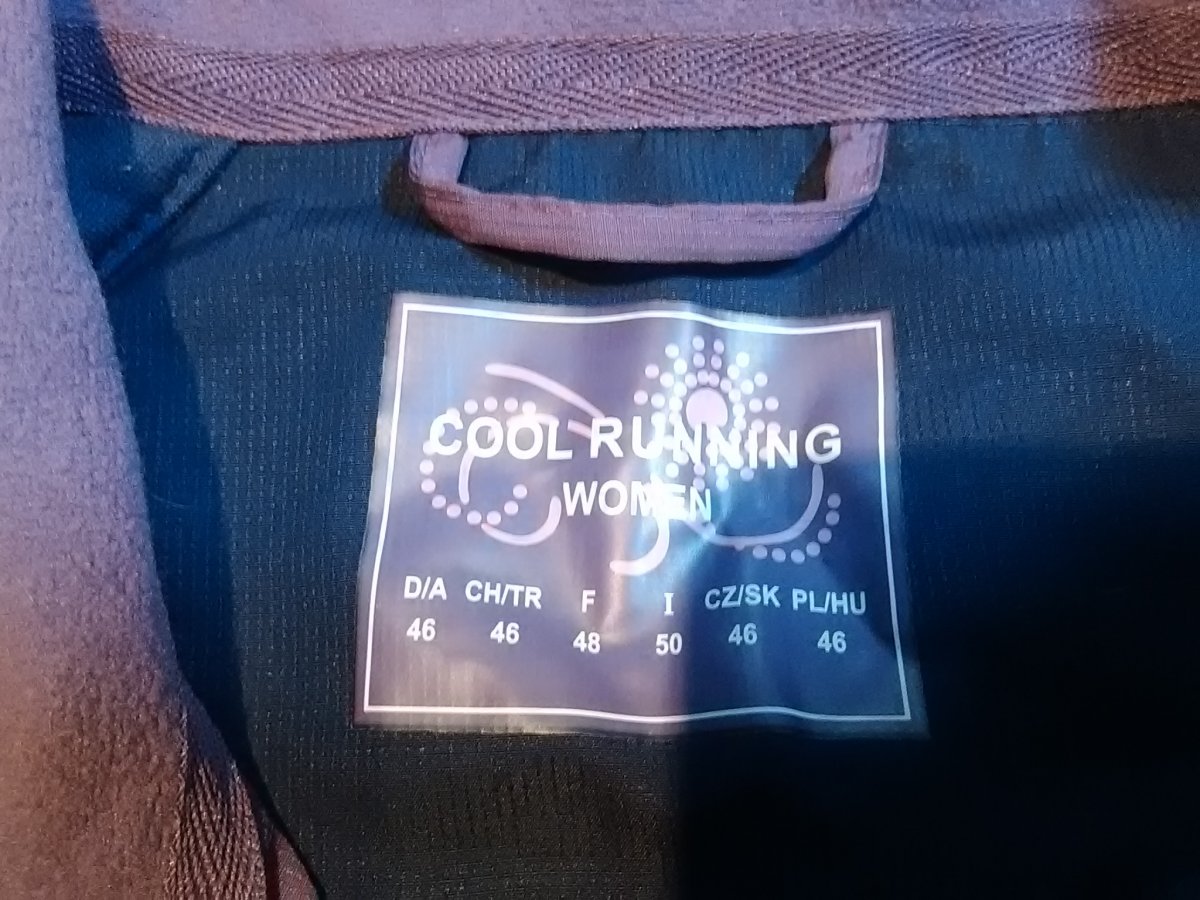 COOL RUNNING
WOMEN
D/A CH/TR F I CZ/SK PL/HU
46 46 48 50 46 46